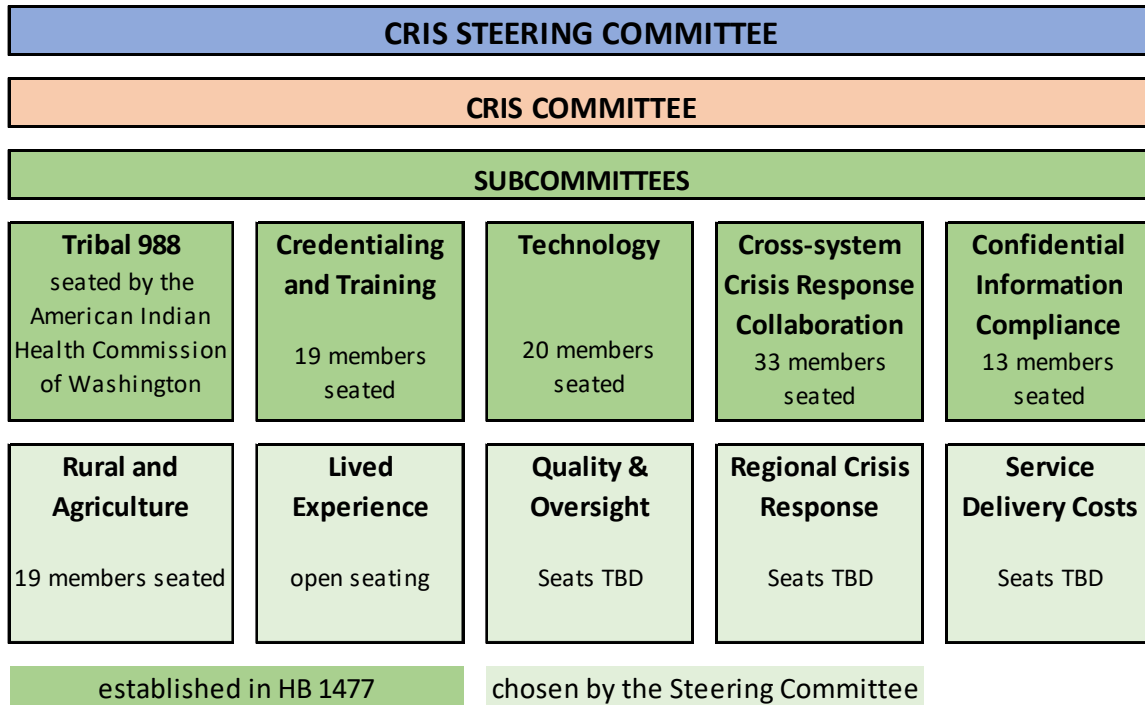 CRIS STEERING COMMITTEE
CRIS COMMITTEE
SUBCOMMITTEES
Tribal 988
seated by the
American Indian
Health Commission
of Washington
Credentialing
and Training
19 members
seated
Technology
20 members
seated
Cross-system
Crisis Response
Collaboration
33 members
seated
Confidential
Information
Compliance
13 members
seated
Rural and
Agriculture
19 members seated
Lived
Experience
open seating
Quality &
Oversight
Seats TBD
Regional Crisis
Response
Seats TBD
Service
Delivery Costs
Seats TBD
established in HB 1477
chosen by the Steering Committee